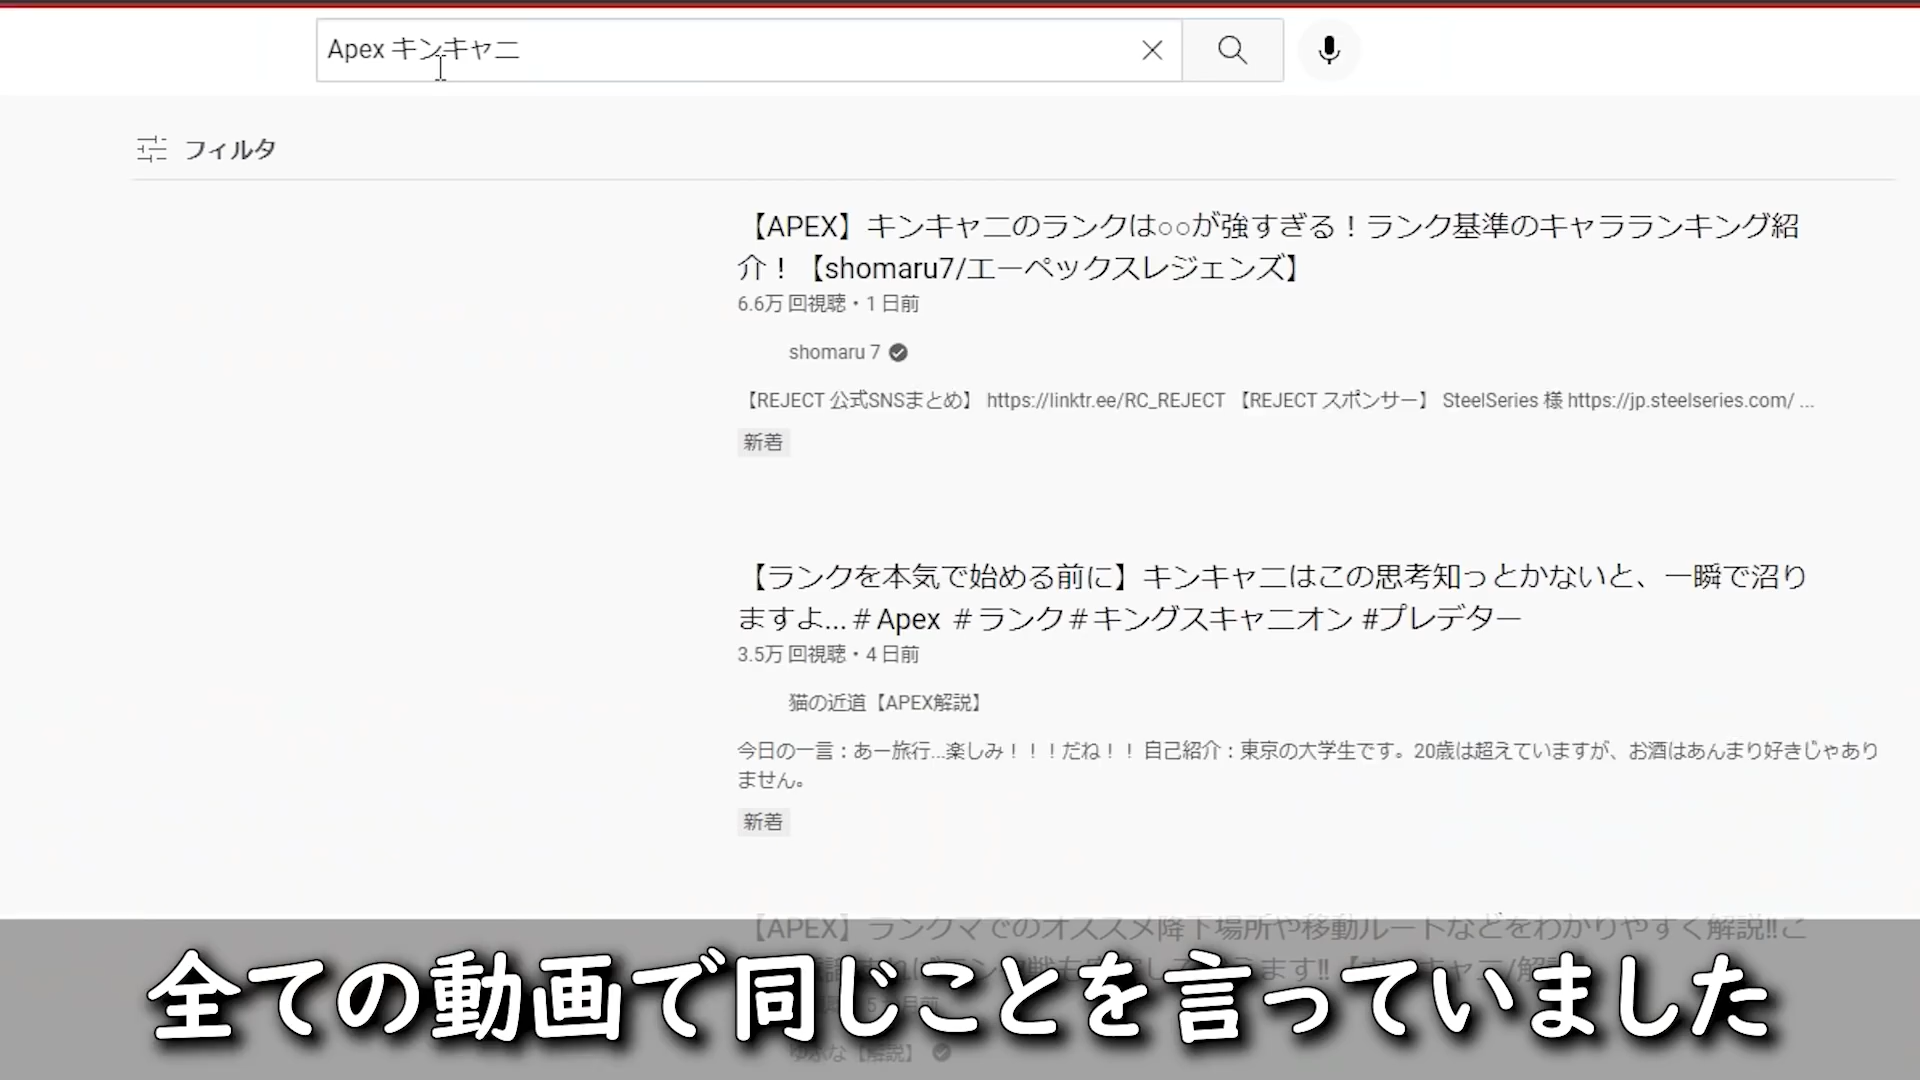 Apex キンキャニ
フィルタ
【APEX】キンキャニのランクは○○が強すぎる！ランク基準のキャラランキング紹
介！【shomaru7/エーペックスレジェンズ】
6.6万 回視聴・1 日前
shomaru 7
【REJECT 公式SNSまとめ】 https://linktr.ee/RC_REJECT 【REJECT スポンサー】 SteelSeries 様 https://jp.steelseries.com/ ...
新着
【ランクを本気で始める前に】キンキャニはこの思考知っとかないと、一瞬で沼り
ますよ...＃Apex ＃ランク＃キングスキャニオン #プレデター
3.5万 回視聴・4 日前
猫の近道【APEX解説】
今日の一言：あー旅行...楽しみ！！！だね！！ 自己紹介：東京の大学生です。20歳は超えていますが、お酒はあんまり好きじゃあり
ません。
新着
【APEX】ランクマでのオススメ降下場所や移動ルートなどをわかりやすく解説!!こ
全ての動画で同じことを言っていました